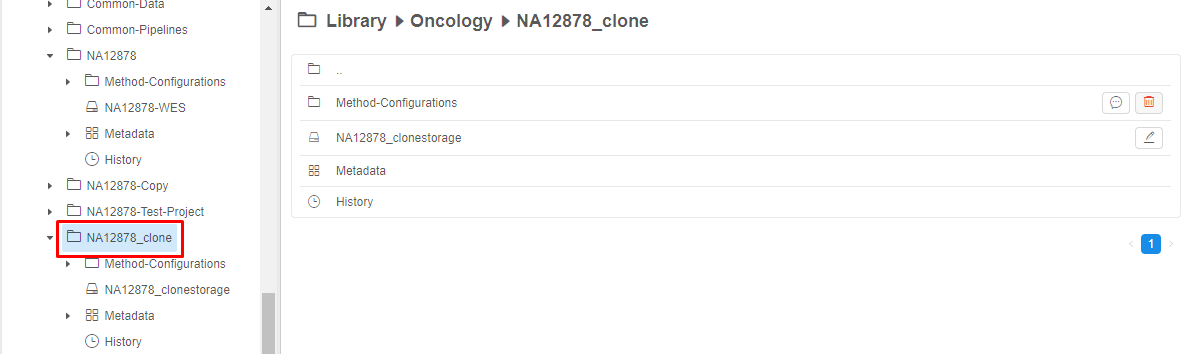 Common-Data
Common-Pipelines
NA12878
Method-Configurations
NA12878-WES
Metadata
History
NA12878-Copy
NA12878-Test-Project
NA12878_clone
Method-Configurations
NA12878_clonestorage
Metadata
History
Library Oncology NA12878_clone
..
Method-Configurations
NA12878_clonestorage
Metadata
History
1